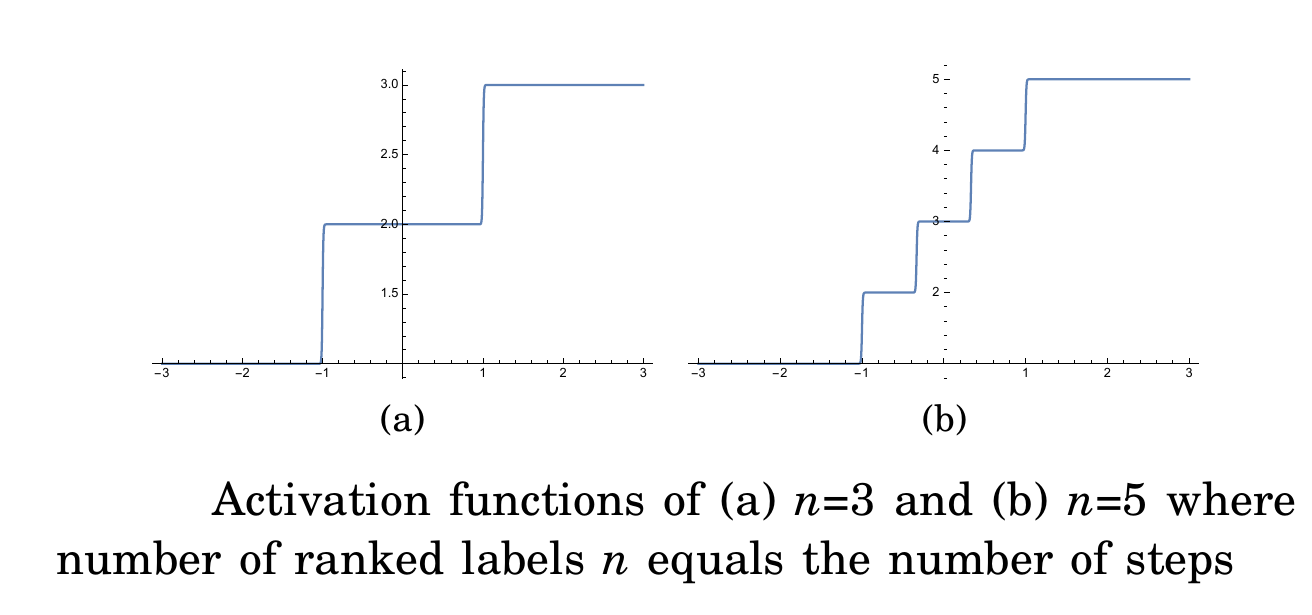 3.0
2.5
2.0
1.5
−3 −2 −1 1 2 3
(a)
5
4
3
2
−3 −2 −1 1 2 3
(b)
Activation functions of (a) n=3 and (b) n=5 where
number of ranked labels n equals the number of steps